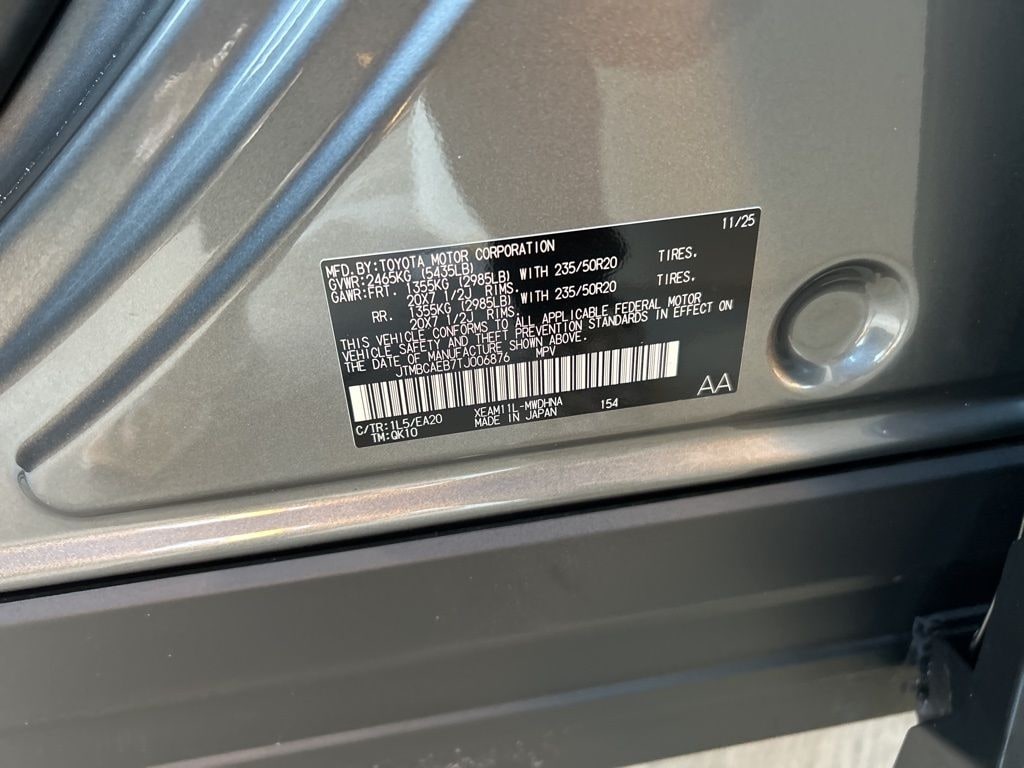 11/25
MFD.BY:TOYOTA MOTOR CORPORATION
GVWR:2465KG (5435LB)
GAWR:FRT. 1355KG (2985LB) WITH 235/50R20 TIRES.
20X7 1/2J RIMS.
RR. 1355KG (2985LB) WITH 235/50R20 TIRES.
20X7 1/2J RIMS.
THIS VEHICLE CONFORMS TO ALL APPLICABLE FEDERAL MOTOR
VEHICLE SAFETY AND THEFT PREVENTION STANDARDS IN EFFECT ON
THE DATE OF MANUFACTURE SHOWN ABOVE.
JTMBCAEB7TJ006876 MPV
C/TR:1L5/EA20 XEAM11L-MWDHNA 154 AA
TM:QK10 MADE IN JAPAN